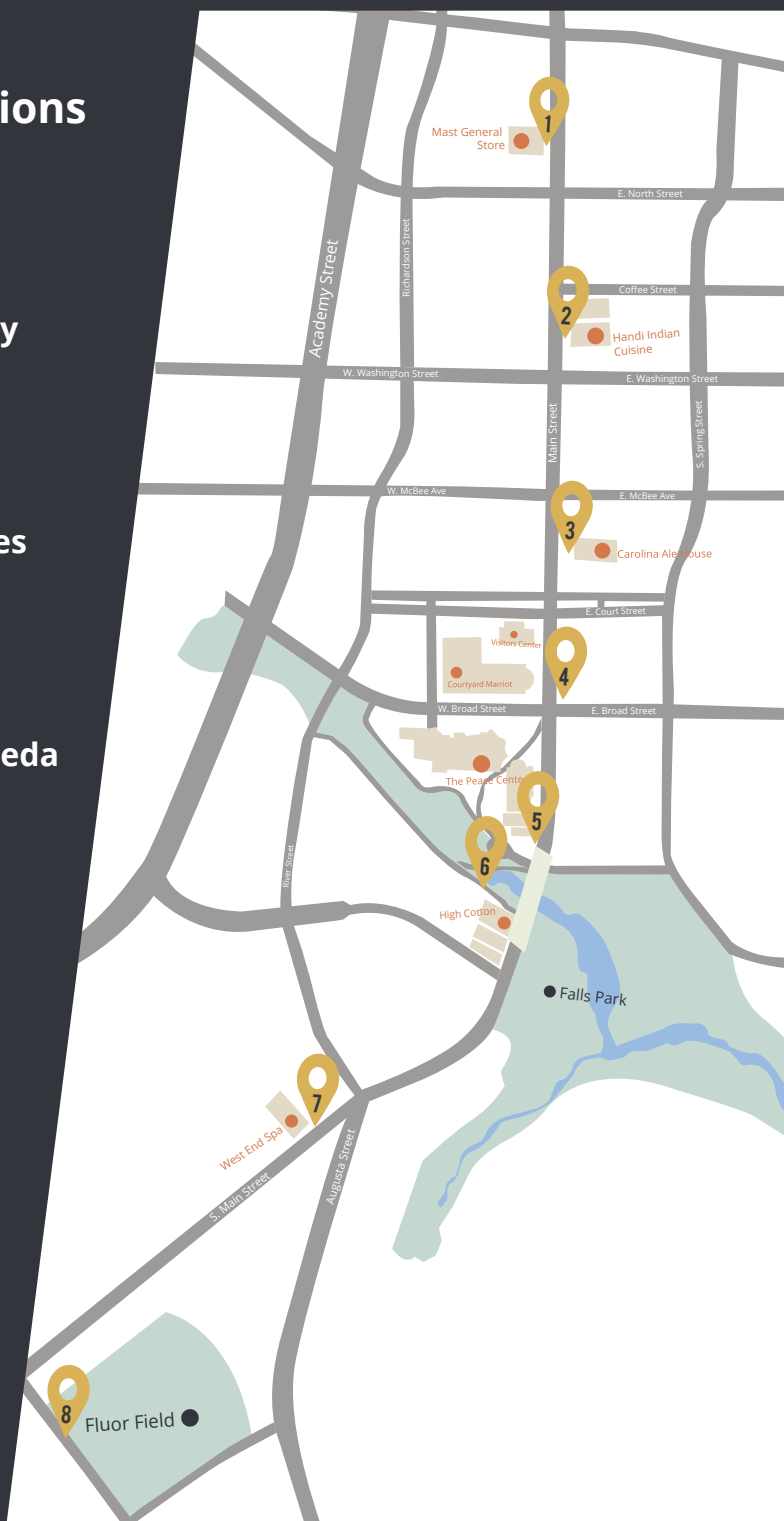 ions
y
es
eda
1
Mast General
Store
E. North Street
Richardson Street
Academy Street
Coffee Street
2
Handi Indian
Cuisine
W. Washington Street
E. Washington Street
Main Street
S. Spring Street
W. McBee Ave
E. McBee Ave
3
Carolina Ale House
E. Court Street
Visitors Center
4
Courtyard Marriot
W. Broad Street
E. Broad Street
The Peace Center
5
6
River Street
High Cotton
Falls Park
7
West End Spa
S. Main Street
Augusta Street
8
Fluor Field